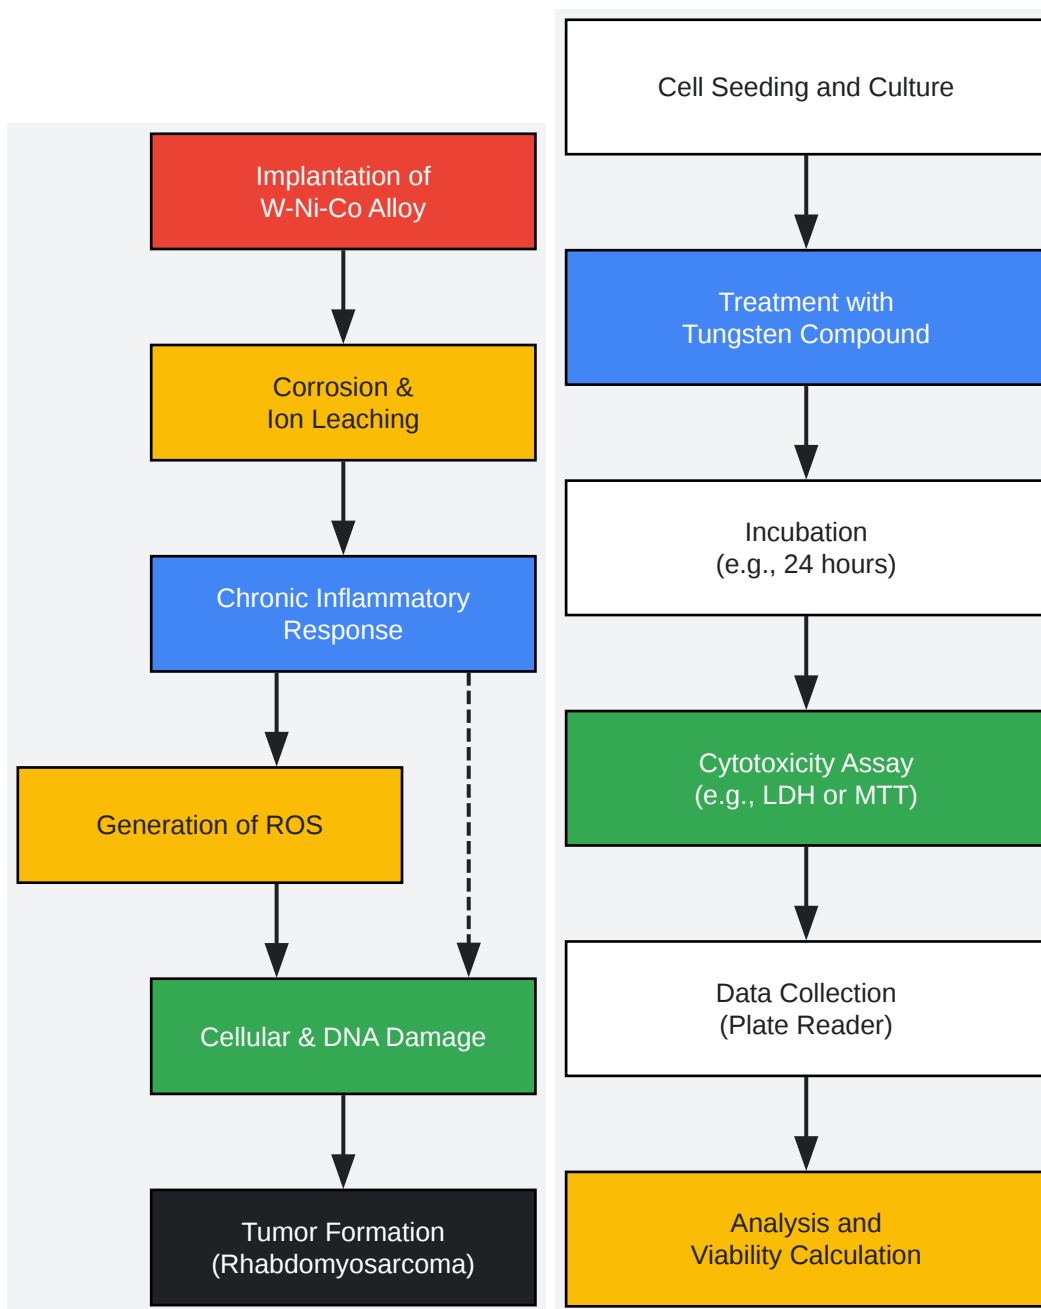 Implantation of
W-Ni-Co Alloy
Corrosion &
Ion Leaching
Chronic Inflammatory
Response
Generation of ROS
Cellular & DNA Damage
Tumor Formation
(Rhabdomyosarcoma)
Cell Seeding and Culture
Treatment with
Tungsten Compound
Incubation
(e.g., 24 hours)
Cytotoxicity Assay
(e.g., LDH or MTT)
Data Collection
(Plate Reader)
Analysis and
Viability Calculation